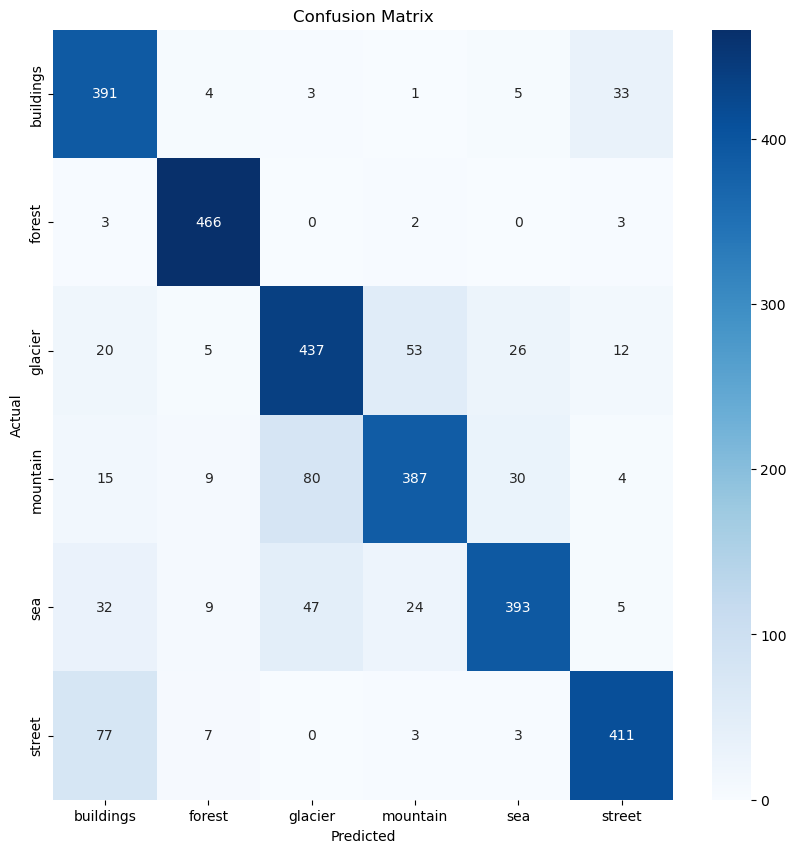 Confusion Matrix
buildings 391 4 3 1 5 33
forest 3 466 0 2 0 3
glacier 20 5 437 53 26 12
mountain 15 9 80 387 30 4
sea 32 9 47 24 393 5
street 77 7 0 3 3 411
Actual
buildings forest glacier mountain sea street
Predicted
400
300
200
100
0